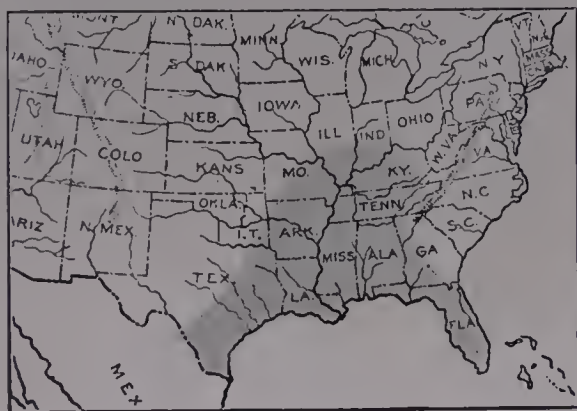 MONT
N. DAK.
MINN.
WIS.
MICH.
N Y
VT.
MASS
IAHO
WYO.
S. DAK.
IOWA
NEB.
ILL
IND
OHIO
PA.
W.VA
VA
UTAH
COLO
KANS
MO.
KY.
N.C
TENN
S.C.
OKLA.
I.T.
ARK.
ARIZ
N. MEX.
MISS
ALA
GA
TEX.
LA.
FLA
MEX